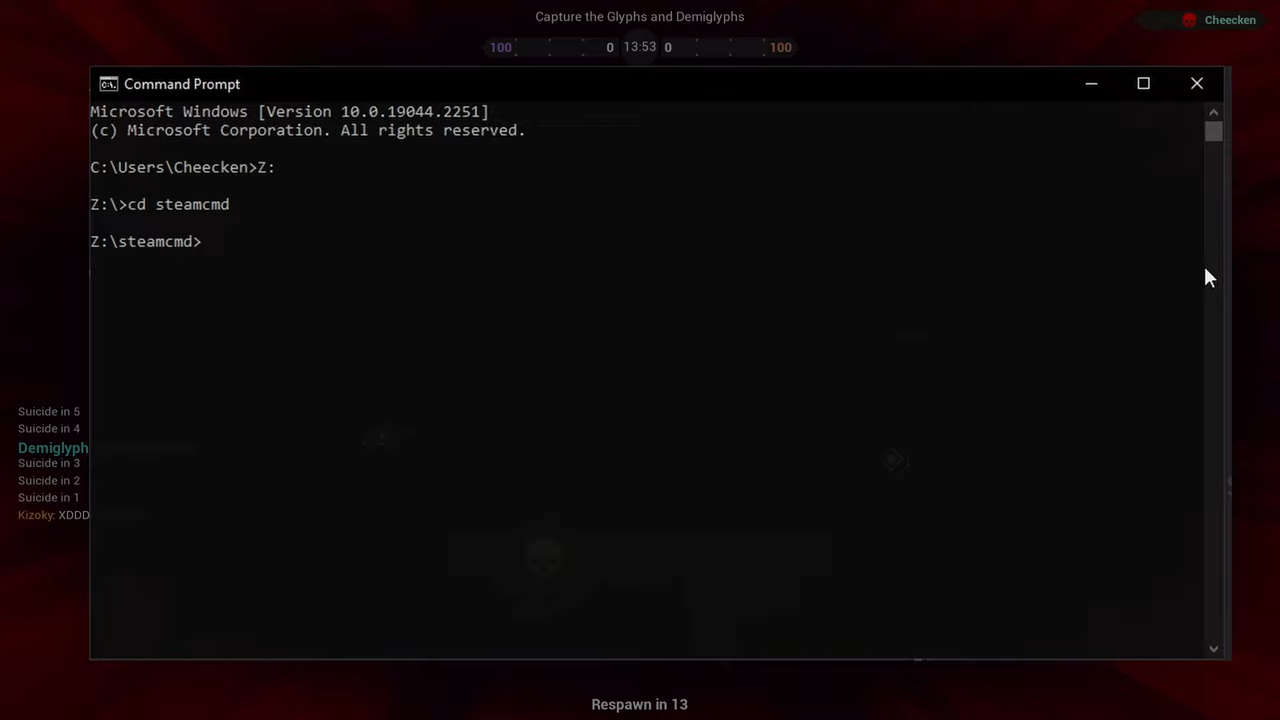 Capture the Glyphs and Demiglyphs
Cheecken
100 0 13:53 0 100
Command Prompt
Microsoft Windows [Version 10.0.19044.2251]
(c) Microsoft Corporation. All rights reserved.
C:\Users\Cheecken>Z:
Z:\>cd steamcmd
Z:\steamcmd>
Suicide in 5
Suicide in 4
Demiglyph
Suicide in 3
Suicide in 2
Suicide in 1
Kizoky: XDDD
Respawn in 13